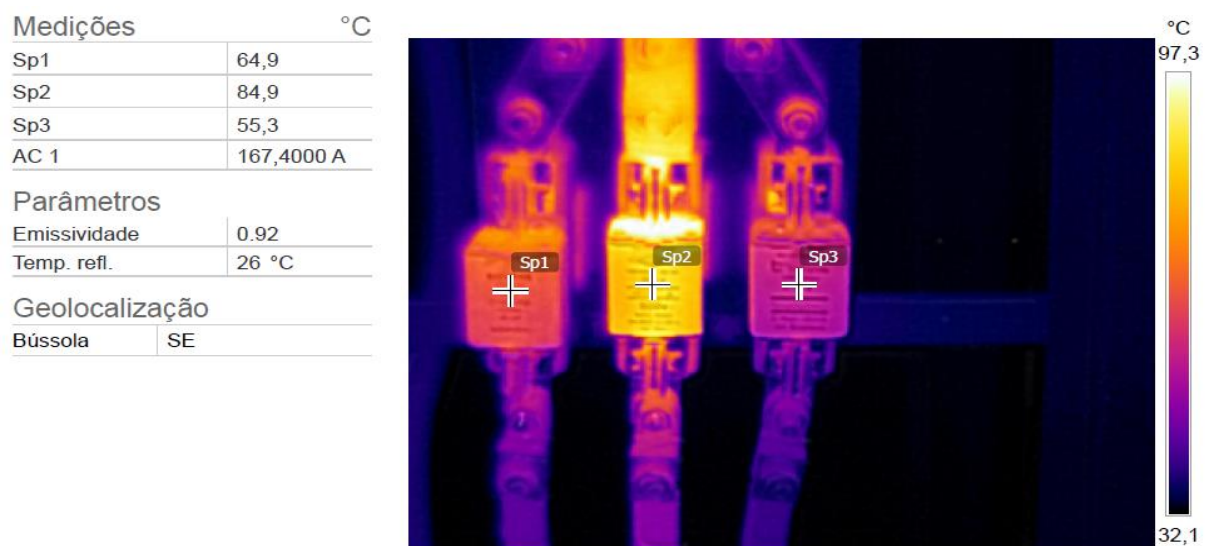 Medições °C
Sp1 64,9
Sp2 84,9
Sp3 55,3
AC 1 167,4000 A
Parâmetros
Emissividade 0.92
Temp. refl. 26 °C
Geolocalização
Bússola SE
Sp1 Sp2 Sp3
°C
97,3
32,1